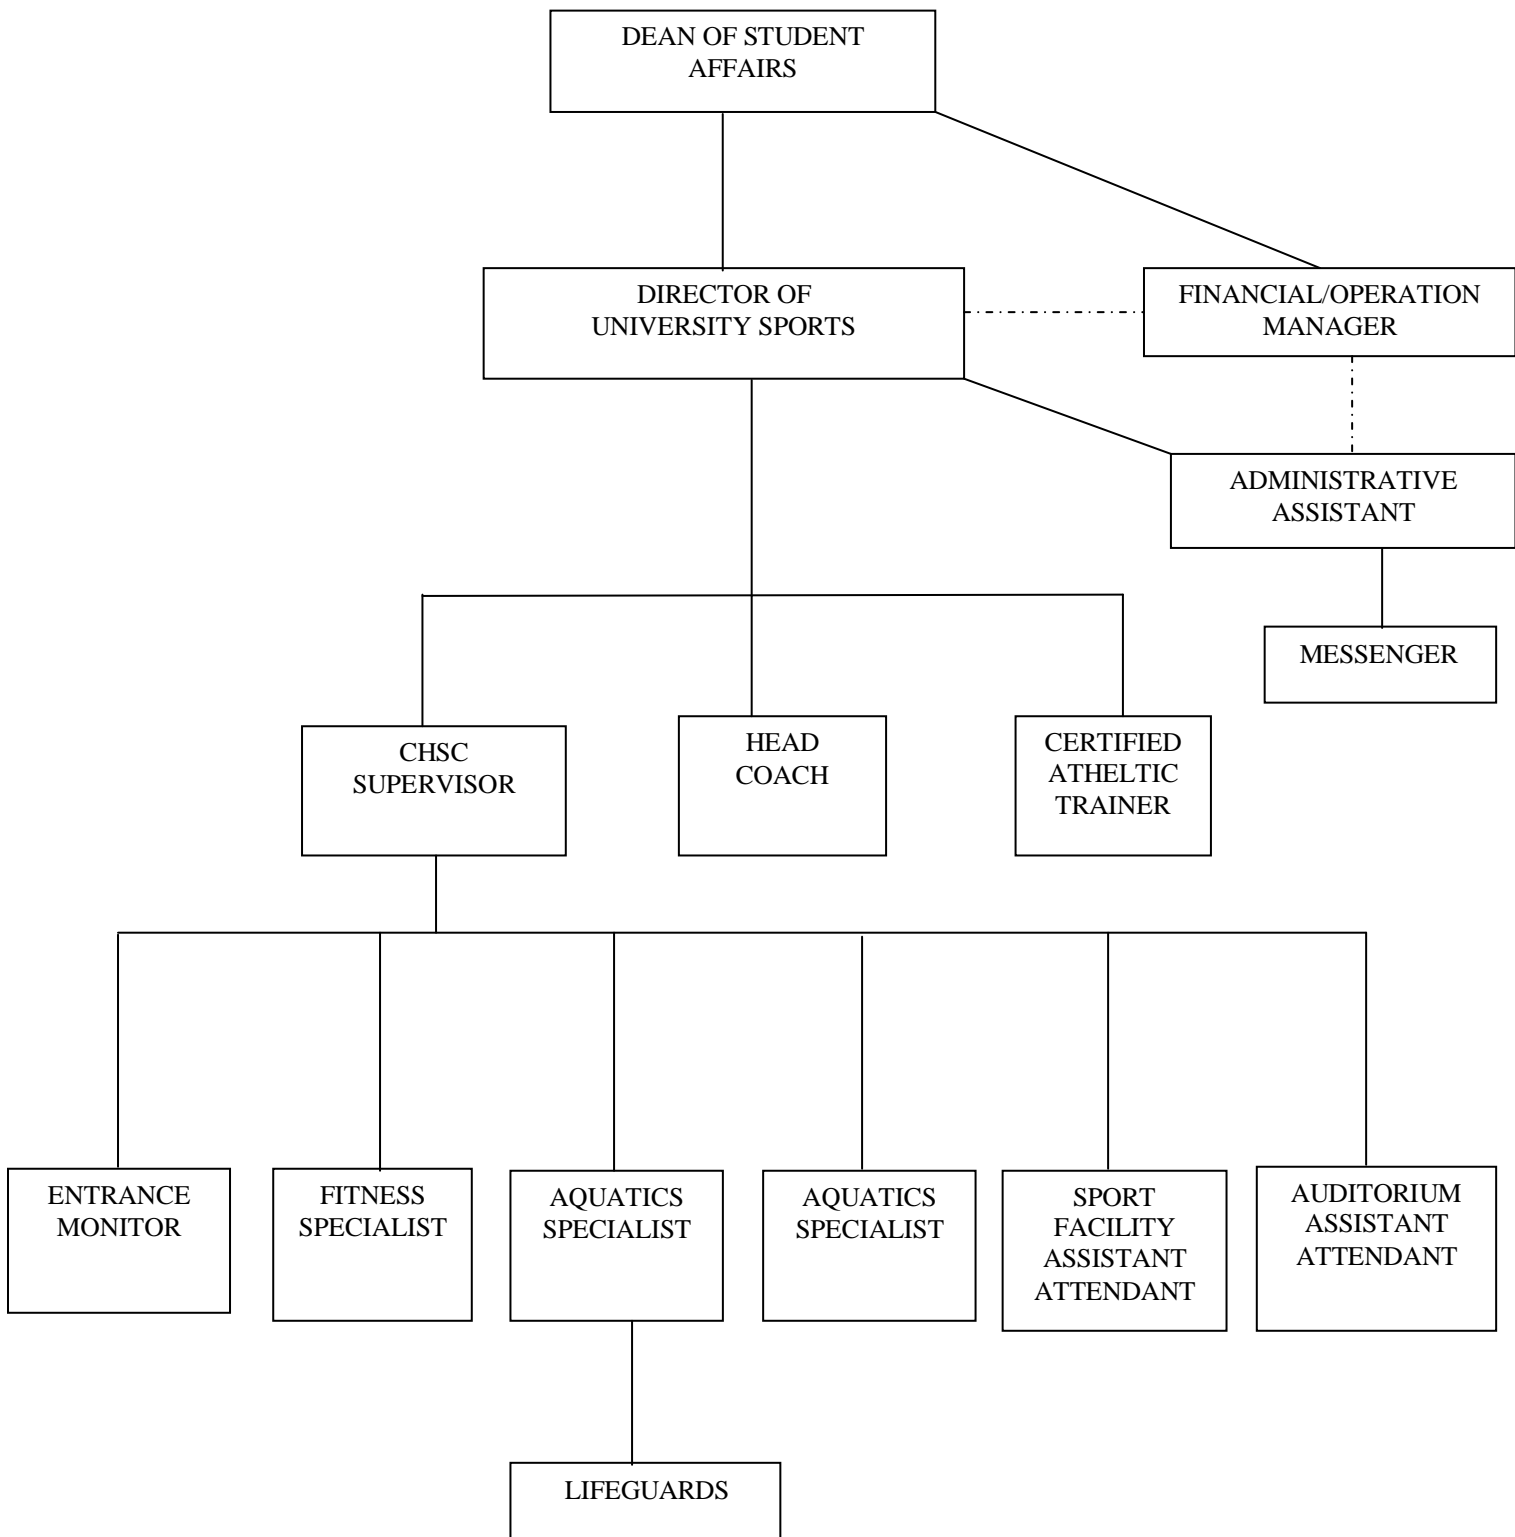 DEAN OF STUDENT
AFFAIRS
DIRECTOR OF
UNIVERSITY SPORTS
FINANCIAL/OPERATION
MANAGER
ADMINISTRATIVE
ASSISTANT
MESSENGER
CHSC
SUPERVISOR
HEAD
COACH
CERTIFIED
ATHELTIC
TRAINER
ENTRANCE
MONITOR
FITNESS
SPECIALIST
AQUATICS
SPECIALIST
AQUATICS
SPECIALIST
SPORT
FACILITY
ASSISTANT
ATTENDANT
AUDITORIUM
ASSISTANT
ATTENDANT
LIFEGUARDS